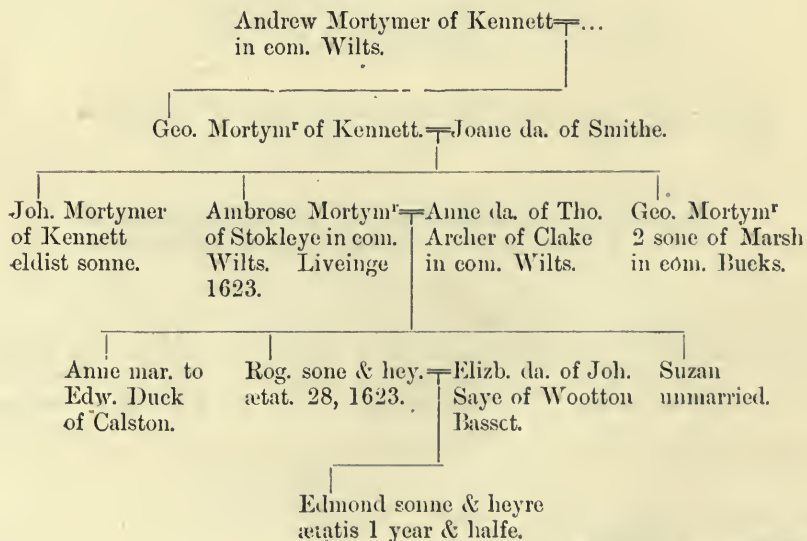 Andrew Mortymer of Kennett ...
in com. Wilts.
Geo. Mortymʳ of Kennett. Joane da. of Smithe.
Joh. Mortymer
of Kennett
eldist sonne.
Ambrose Mortymʳ
of Stokleye in com.
Wilts. Liveinge
1623.
Anne da. of Tho.
Archer of Clake
in com. Wilts.
Geo. Mortymʳ
2 sone of Marsh
in com. Bucks.
Anne mar. to
Edw. Duck
of Calston.
Rog. sone & hey.
ætat. 28, 1623.
Elizb. da. of Joh.
Saye of Wootton
Basset.
Suzan
unmarried.
Edmond sonne & heyre
ætatis 1 year & halfe.